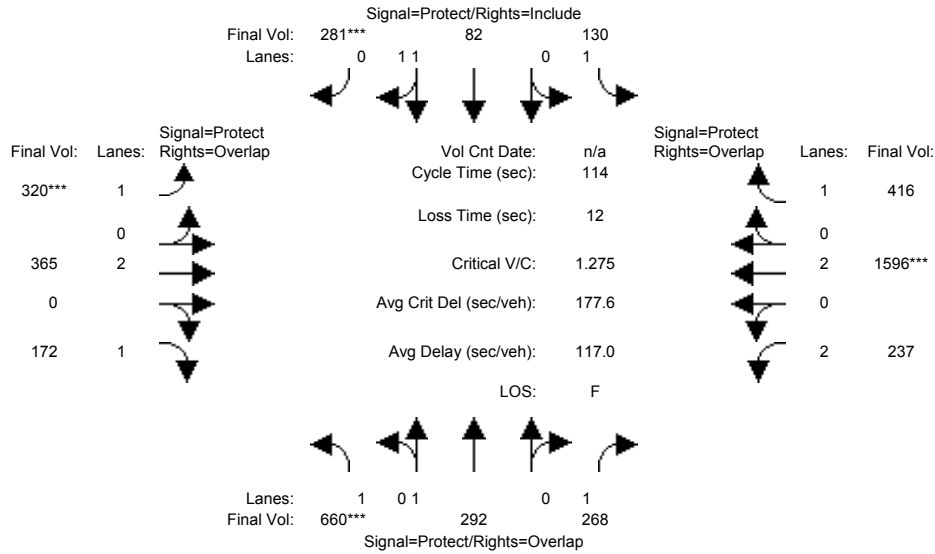 Signal=Protect/Rights=Include
Final Vol: 281*** 82 130
Lanes: 0 1 1 0 1
Signal=Protect
Final Vol: Lanes: Rights=Overlap
320*** 1
0
365 2
0
172 1
Vol Cnt Date: n/a
Cycle Time (sec): 114
Loss Time (sec): 12
Critical V/C: 1.275
Avg Crit Del (sec/veh): 177.6
Avg Delay (sec/veh): 117.0
LOS: F
Signal=Protect
Rights=Overlap Lanes: Final Vol:
1 416
0
2 1596***
0
2 237
Lanes: 1 0 1 0 1
Final Vol: 660*** 292 268
Signal=Protect/Rights=Overlap